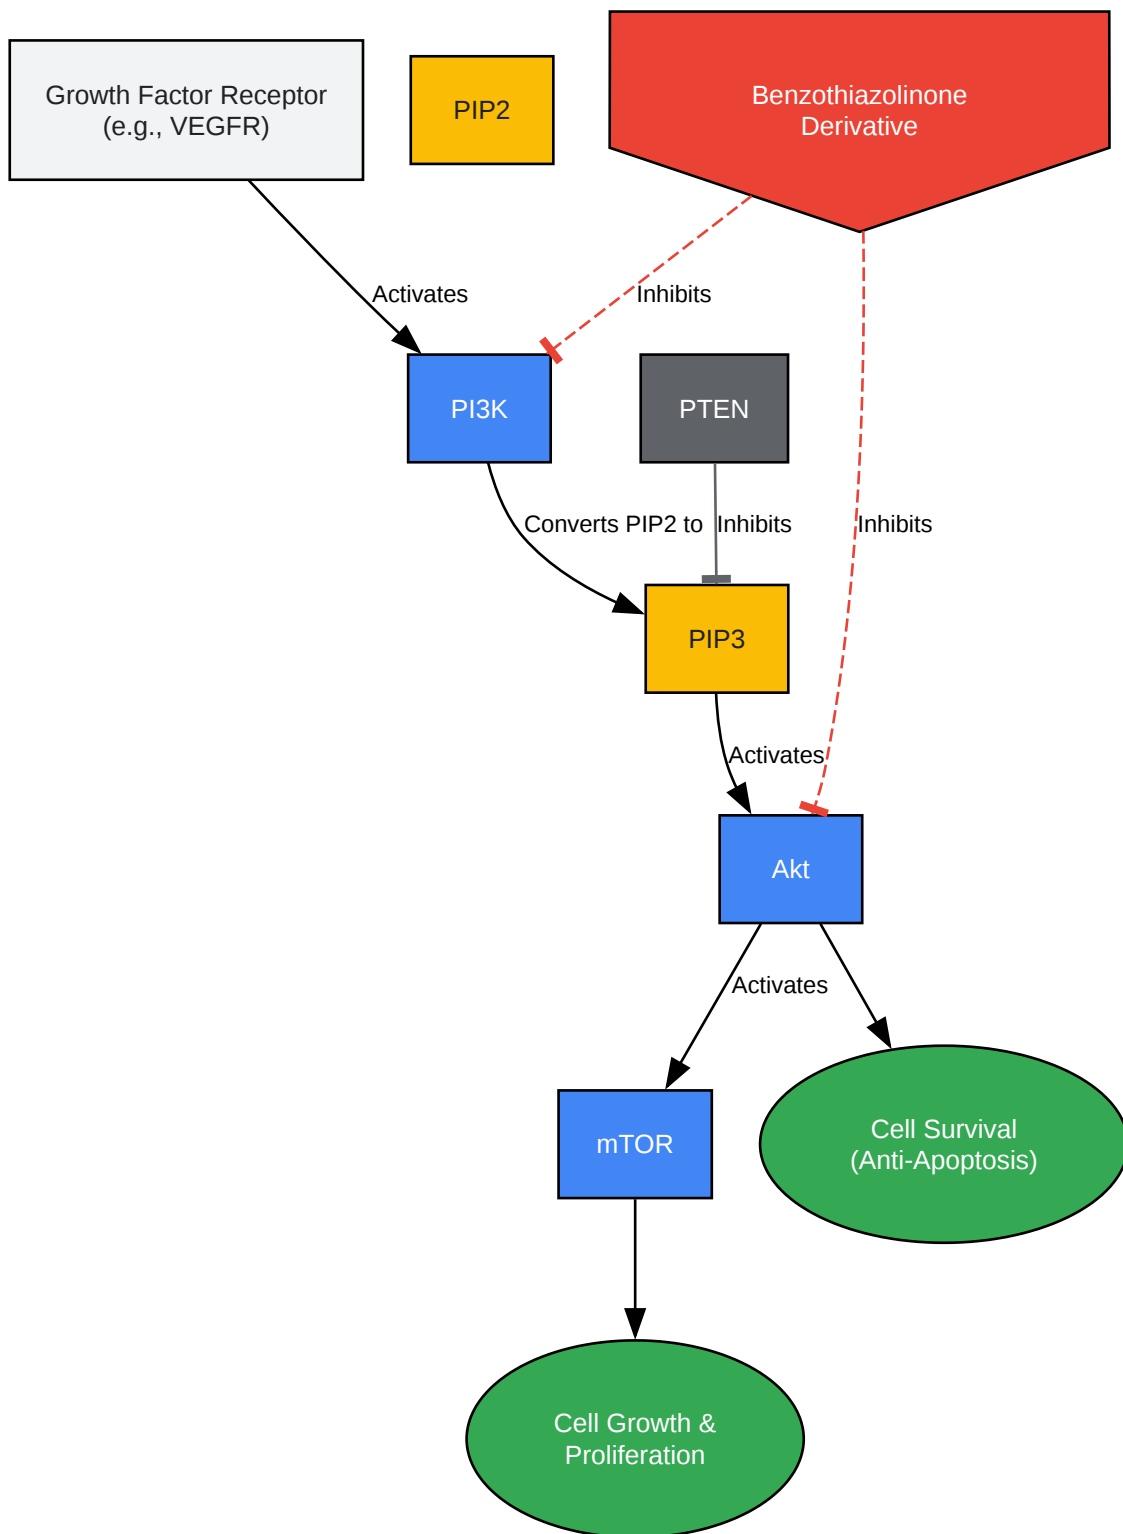 Growth Factor Receptor
(e.g., VEGFR)
PIP2
Benzothiazolinone
Derivative
Activates
Inhibits
PI3K
PTEN
Converts PIP2 to
Inhibits
Inhibits
PIP3
Activates
Akt
Activates
mTOR
Cell Survival
(Anti-Apoptosis)
Cell Growth &
Proliferation